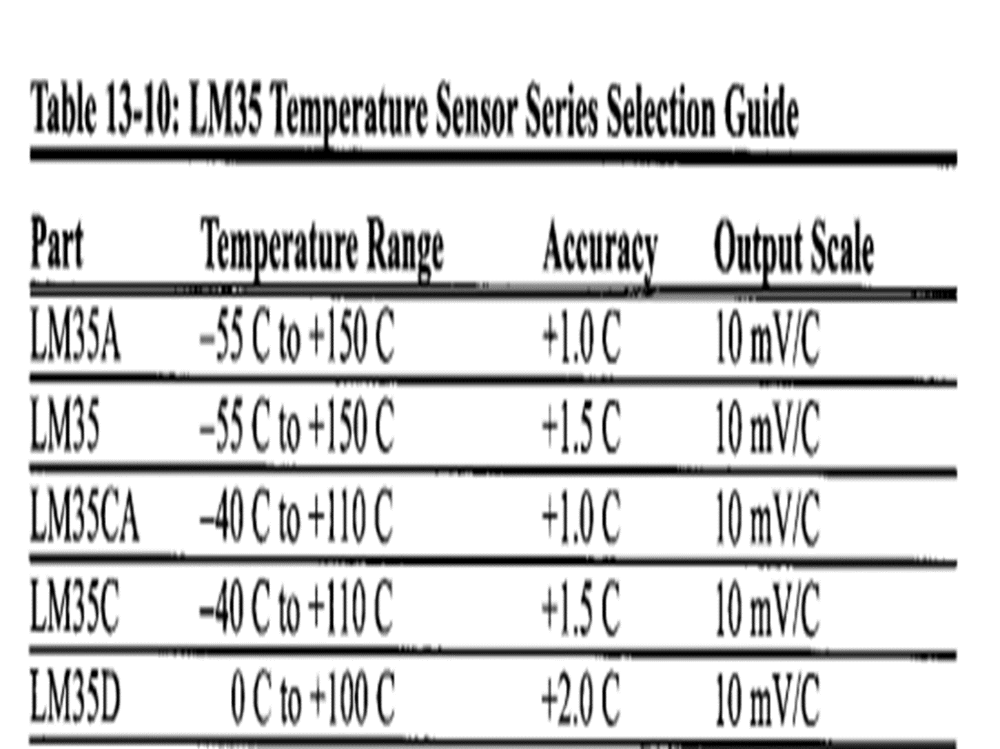 Table 13-10: LM35 Temperature Sensor Series Selection Guide
Part Temperature Range Accuracy Output Scale
LM35A –55 C to +150 C +1.0 C 10 mV/C
LM35 –55 C to +150 C +1.5 C 10 mV/C
LM35CA –40 C to +110 C +1.0 C 10 mV/C
LM35C –40 C to +110 C +1.5 C 10 mV/C
LM35D 0 C to +100 C +2.0 C 10 mV/C